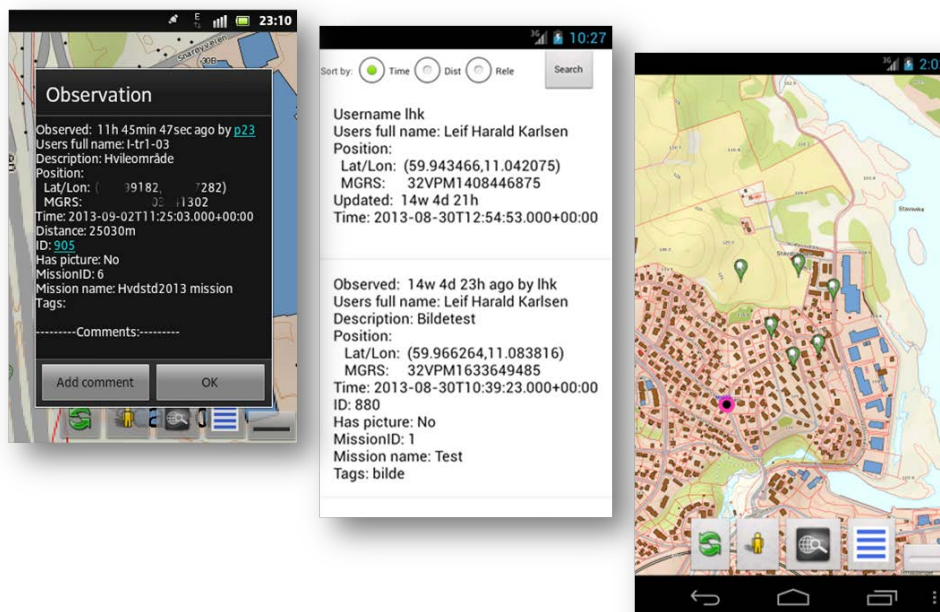 E
23:10
Snarøyveien
Observation
Observed: 11h 45min 47sec ago by p23
Users full name: I-tr1-03
Description: Hvileområde
Position:
Lat/Lon: ( 99182, 7282)
MGRS: 41302
Time: 2013-09-02T11:25:03.000+00:00
Distance: 25030m
ID: 905
Has picture: No
MissionID: 6
Mission name: Hvdstd2013 mission
Tags:
---------Comments:---------
Add comment
OK
3G
10:27
Sort by:
Time
Dist
Rele
Search
Username lhk
Users full name: Leif Harald Karlsen
Position:
Lat/Lon: (59.943466,11.042075)
MGRS: 32VPM1408446875
Updated: 14w 4d 21h
Time: 2013-08-30T12:54:53.000+00:00
Observed: 14w 4d 23h ago by lhk
Users full name: Leif Harald Karlsen
Description: Bildetest
Position:
Lat/Lon: (59.966264,11.083816)
MGRS: 32VPM1633649485
Time: 2013-08-30T10:39:23.000+00:00
ID: 880
Has picture: No
MissionID: 1
Mission name: Test
Tags: bilde
3G